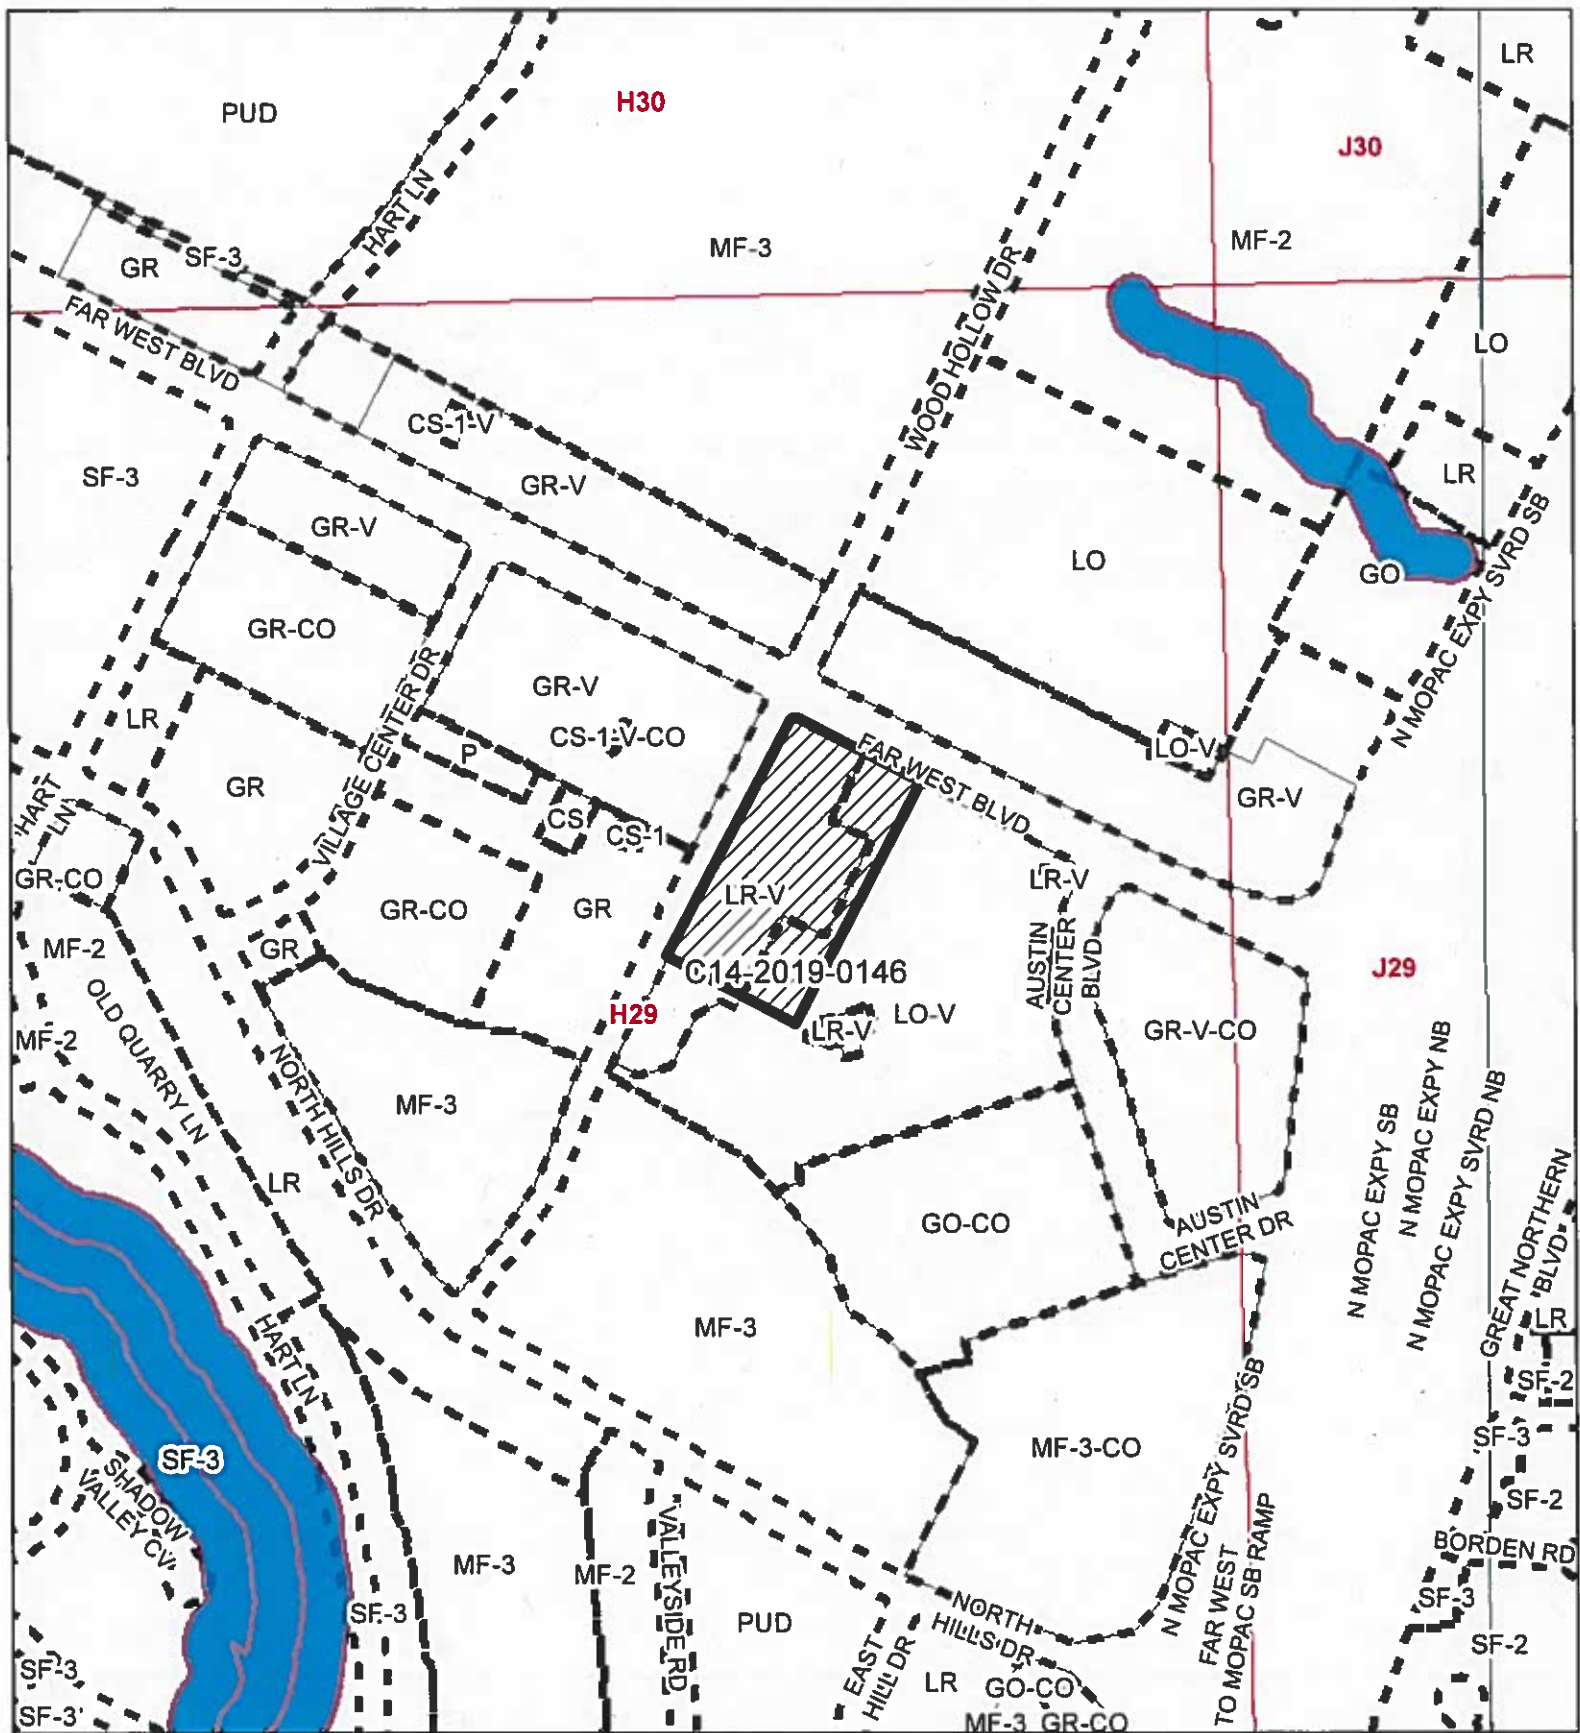 LR
H30
PUD
J30
HART LN
MF-3
MF-2
SF-3
GR
WOOD HOLLOW DR
FAR WEST BLVD
LO
CS-1-V
SF-3
LR
GR-V
GR-V
LO
GO
N MOPAC EXPY SVRD SB
GR-CO
VILLAGE CENTER DR
GR-V
LR
CS-1-V-CO
LO-V
P
FAR WEST BLVD
GR
GR-V
HART
LN
CS
CS-1
GR-CO
LR-V
LR-V
GR-CO
GR
GR
MF-2
AUSTIN
CENTER
BLVD
C14-2019-0146
J29
H29
LO-V
LR-V
GR-V-CO
OLD QUARRY LN
MF-2
NORTH HILLS DR
MF-3
N MOPAC EXPY SB
N MOPAC EXPY NB
N MOPAC EXPY SVRD NB
LR
GO-CO
AUSTIN
CENTER DR
GREAT NORTHERN
BLVD
HART LN
MF-3
LR
SF-2
SF-3
SF-3
MF-3-CO
SHADOW
VALLEY CV
N MOPAC EXPY SVRD SB
SF-2
VALLEYSIDE RD
BORDEN RD
MF-3
MF-2
FAR WEST
TO MOPAC SB RAMP
SF-3
SF-3
PUD
NORTH
HILLS DR
EAST
HILL DR
SF-2
SF-3
LR
GO-CO
SF-3
MF-3
GR-CO